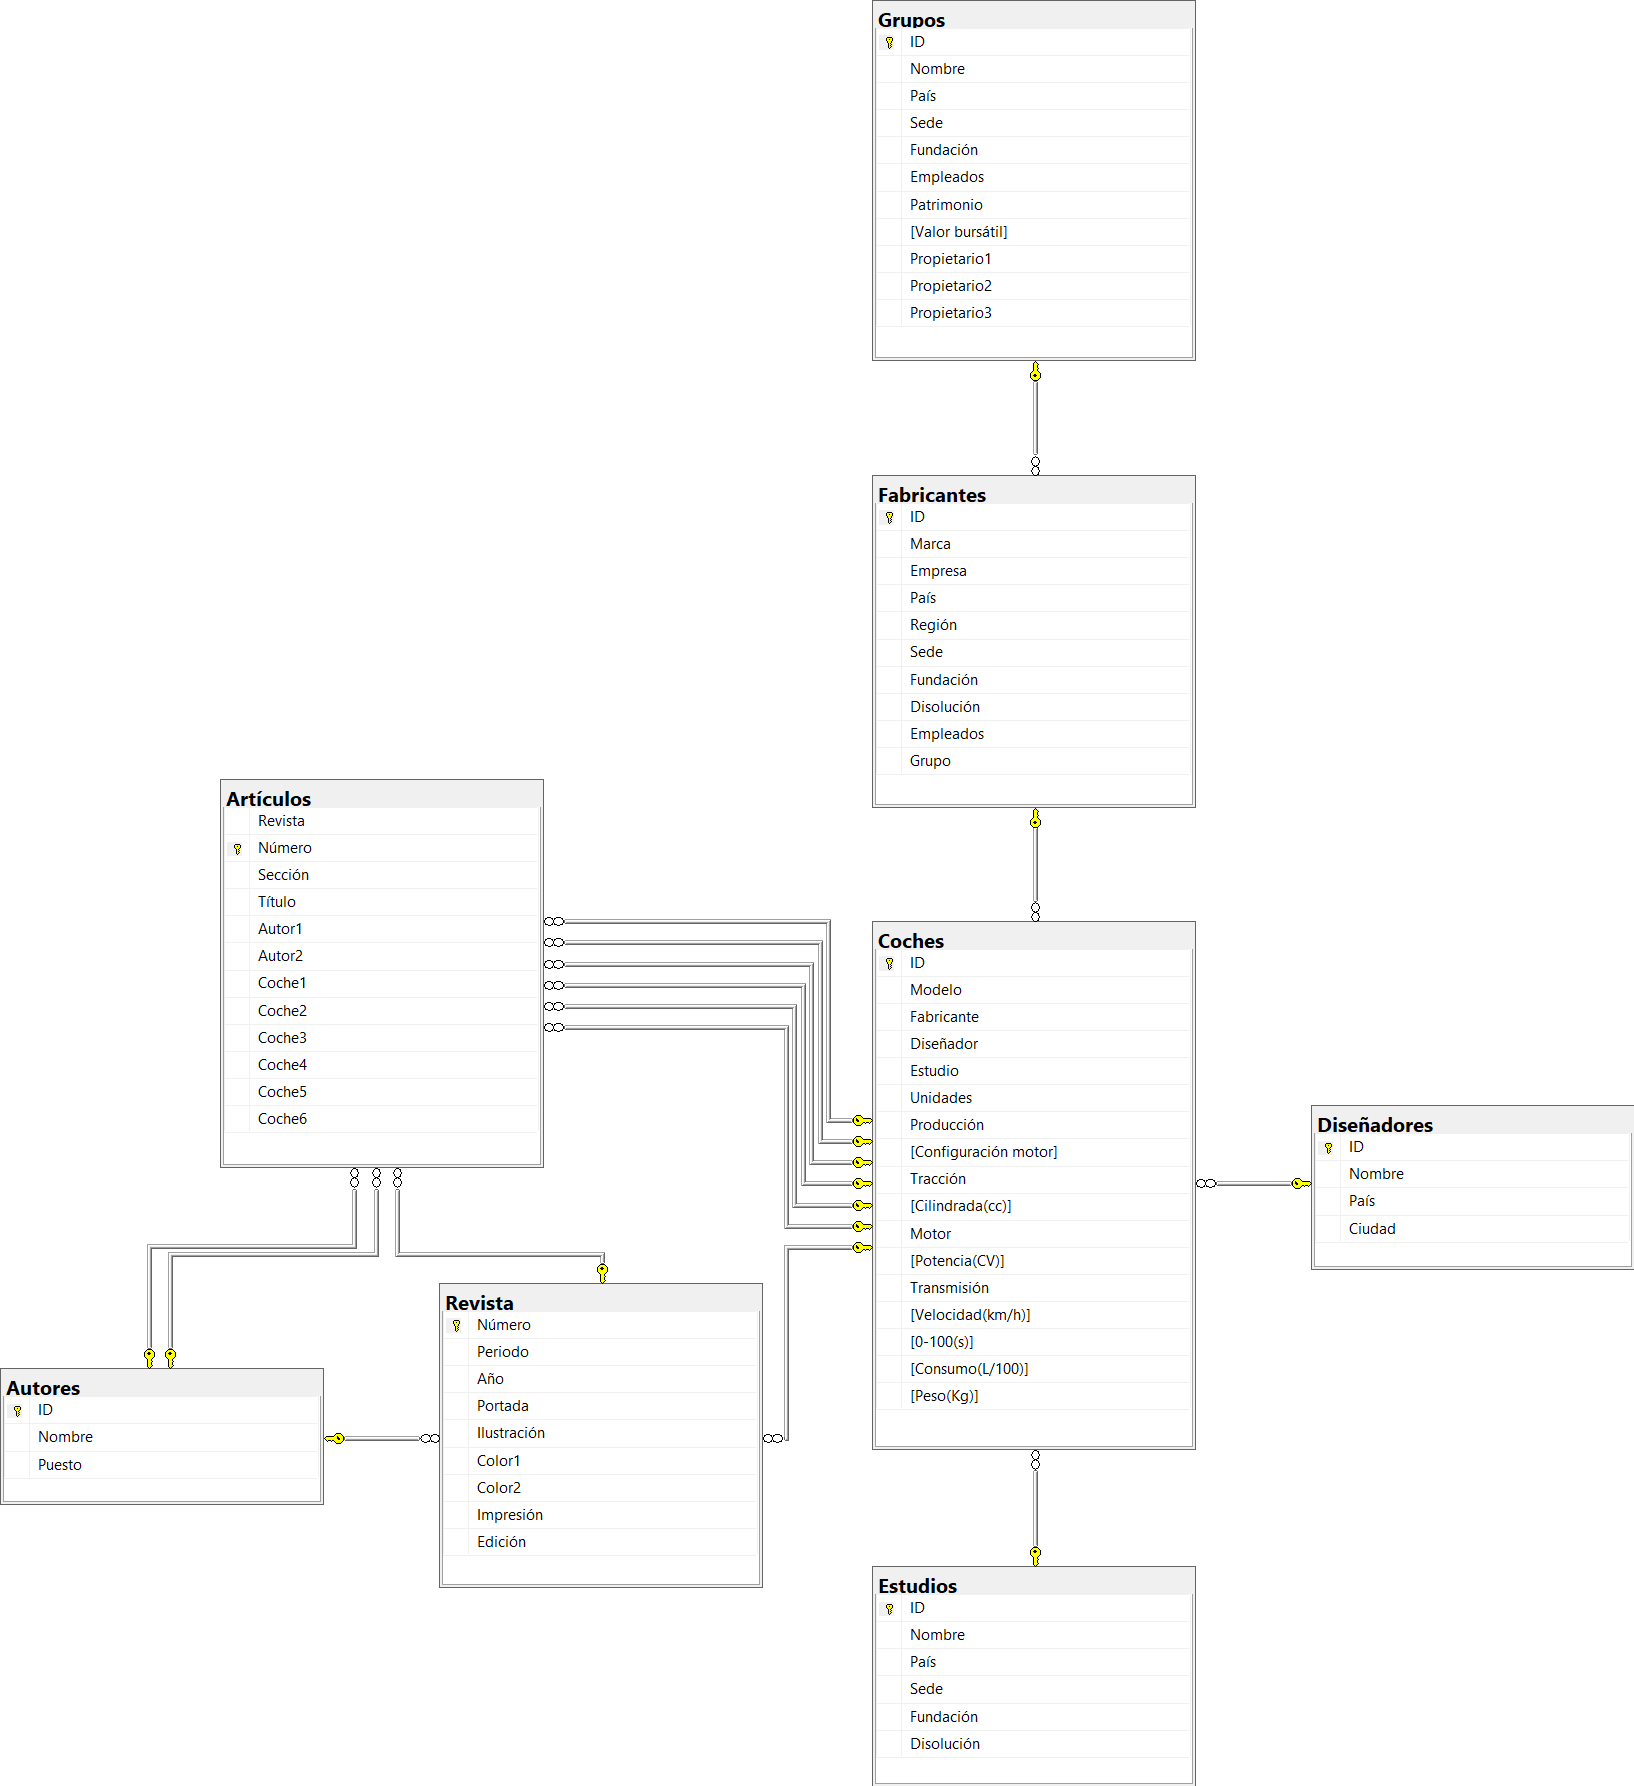 Grupos
ID
Nombre
País
Sede
Fundación
Empleados
Patrimonio
[Valor bursátil]
Propietario1
Propietario2
Propietario3
Fabricantes
ID
Marca
Empresa
País
Región
Sede
Fundación
Disolución
Empleados
Grupo
Artículos
Revista
Número
Sección
Título
Autor1
Autor2
Coche1
Coche2
Coche3
Coche4
Coche5
Coche6
Coches
ID
Modelo
Fabricante
Diseñador
Estudio
Unidades
Producción
[Configuración motor]
Tracción
[Cilindrada(cc)]
Motor
[Potencia(CV)]
Transmisión
[Velocidad(km/h)]
[0-100(s)]
[Consumo(L/100)]
[Peso(Kg)]
Diseñadores
ID
Nombre
País
Ciudad
Revista
Número
Periodo
Año
Portada
Ilustración
Color1
Color2
Impresión
Edición
Autores
ID
Nombre
Puesto
Estudios
ID
Nombre
País
Sede
Fundación
Disolución